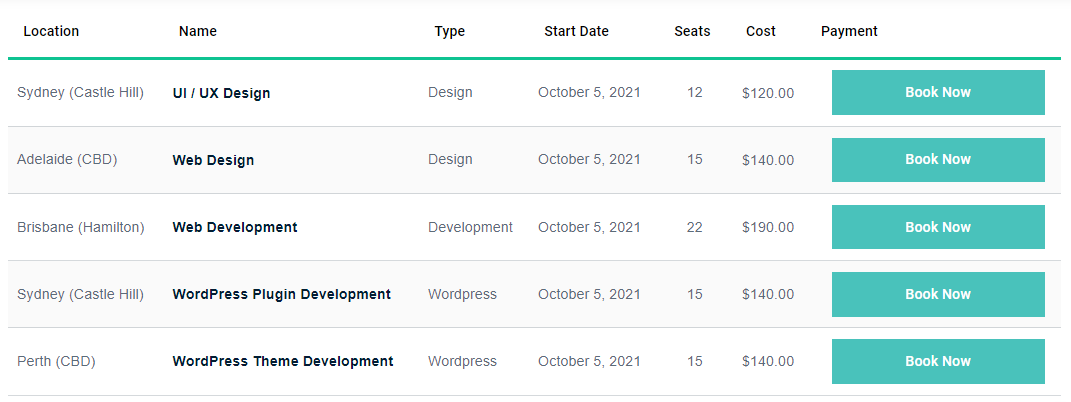 Location Name Type Start Date Seats Cost Payment
Sydney (Castle Hill) UI / UX Design Design October 5, 2021 12 $120.00 Book Now
Adelaide (CBD) Web Design Design October 5, 2021 15 $140.00 Book Now
Brisbane (Hamilton) Web Development Development October 5, 2021 22 $190.00 Book Now
Sydney (Castle Hill) WordPress Plugin Development Wordpress October 5, 2021 15 $140.00 Book Now
Perth (CBD) WordPress Theme Development Wordpress October 5, 2021 15 $140.00 Book Now